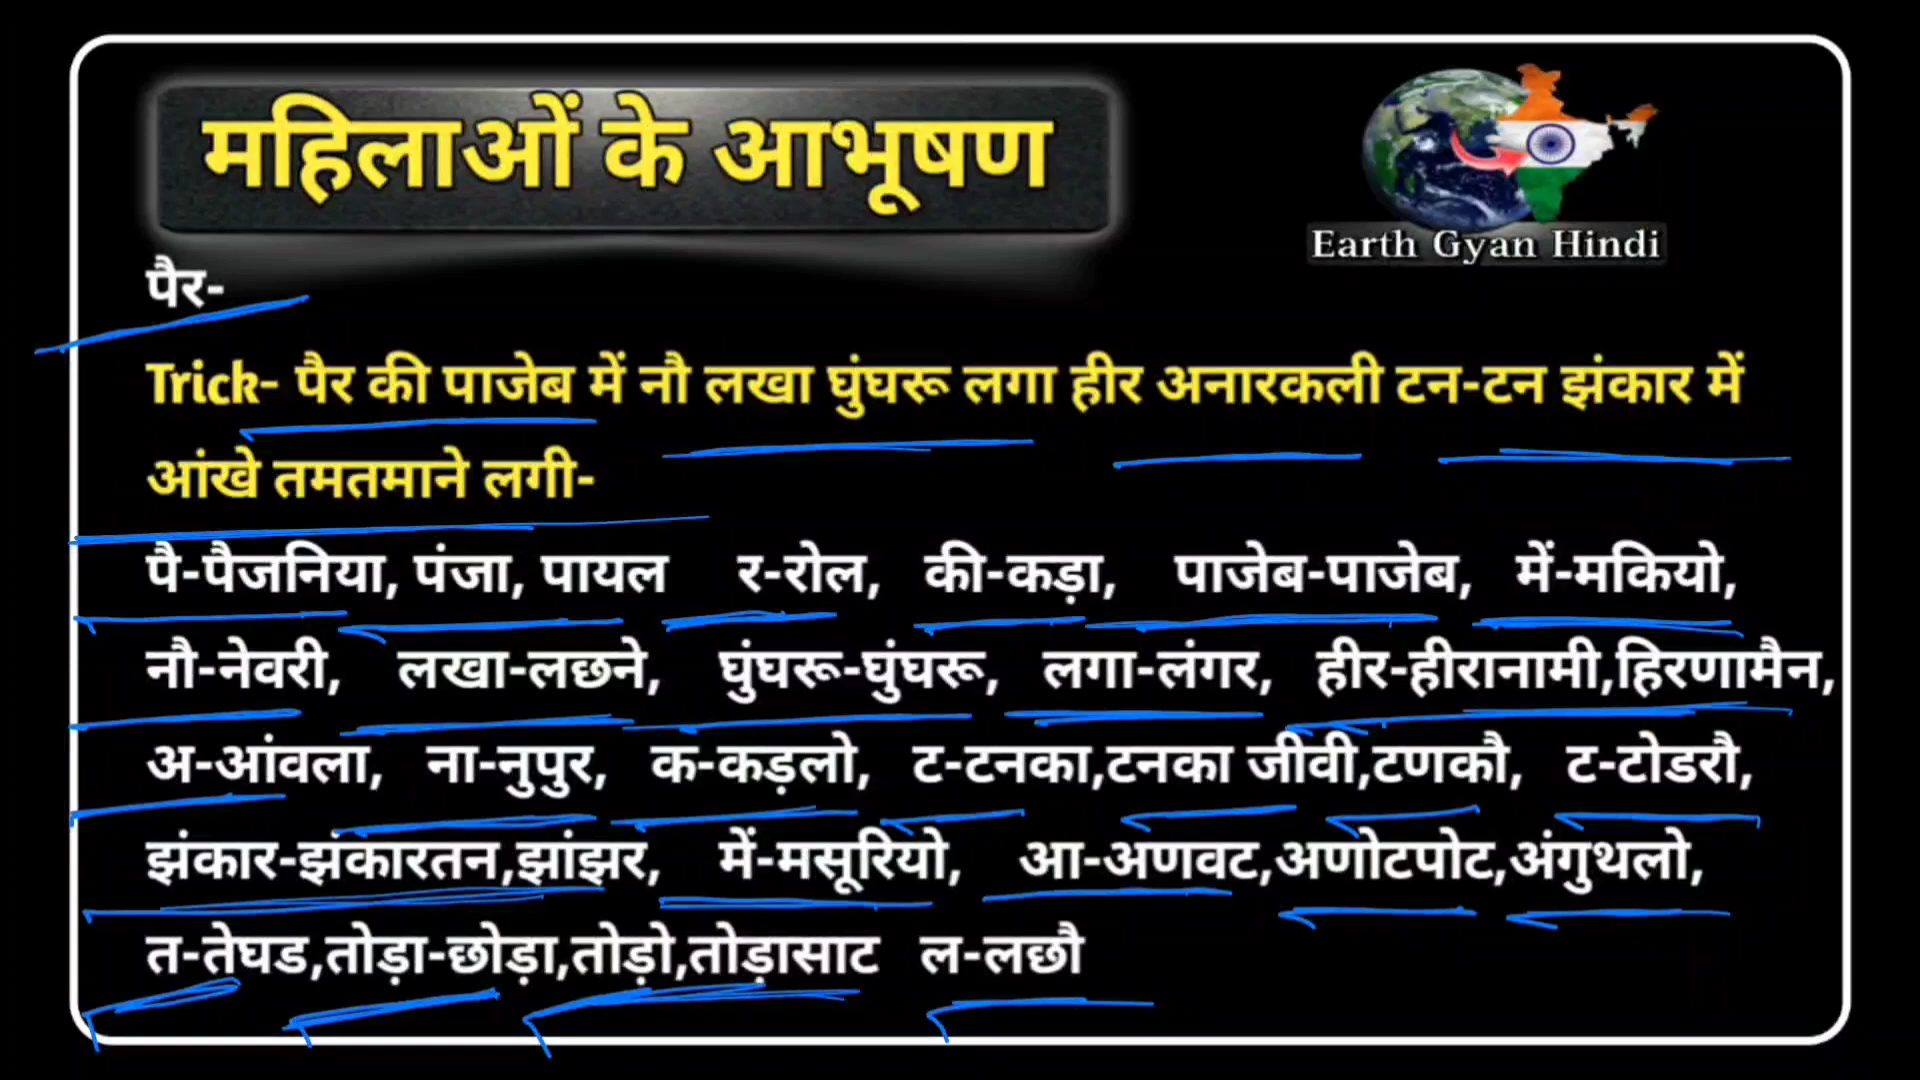 महिलाओं के आभूषण
Earth Gyan Hindi
पैर-
Trick- पैर की पाजेब में नौ लखा घुंघरू लगा हीर अनारकली टन-टन झंकार में
आंखे तमतमाने लगी-
पै-पैजनिया, पंजा, पायल र-रोल, की-कड़ा, पाजेब-पाजेब, में-मकियो,
नौ-नेवरी, लखा-लछने, घुंघरू-घुंघरू, लगा-लंगर, हीर-हीरानामी,हिरणामैन,
अ-आंवला, ना-नुपुर, क-कड़लो, ट-टनका,टनका जीवी,टणकौ, ट-टोडरौ,
झंकार-झंकारतन,झांझर, में-मसूरियो, आ-अणवट,अणोटपोट,अंगुथलो,
त-तेघड,तोड़ा-छोड़ा,तोड़ो,तोड़ासाट ल-लछौ